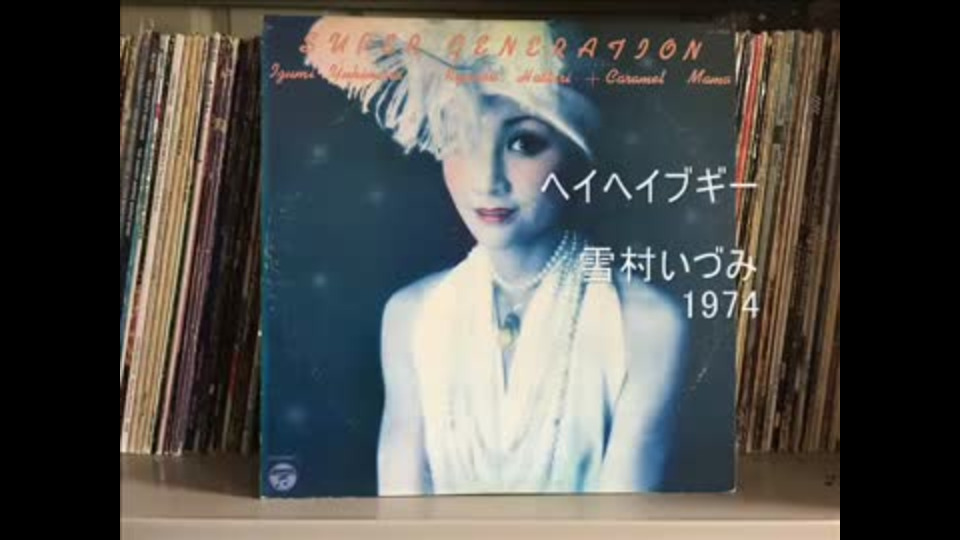 SUPER GENERATION
Izumi Yukimura Ryoichi Hattori + Caramel Mama
ヘイヘイブギー
雪村いづみ
1974